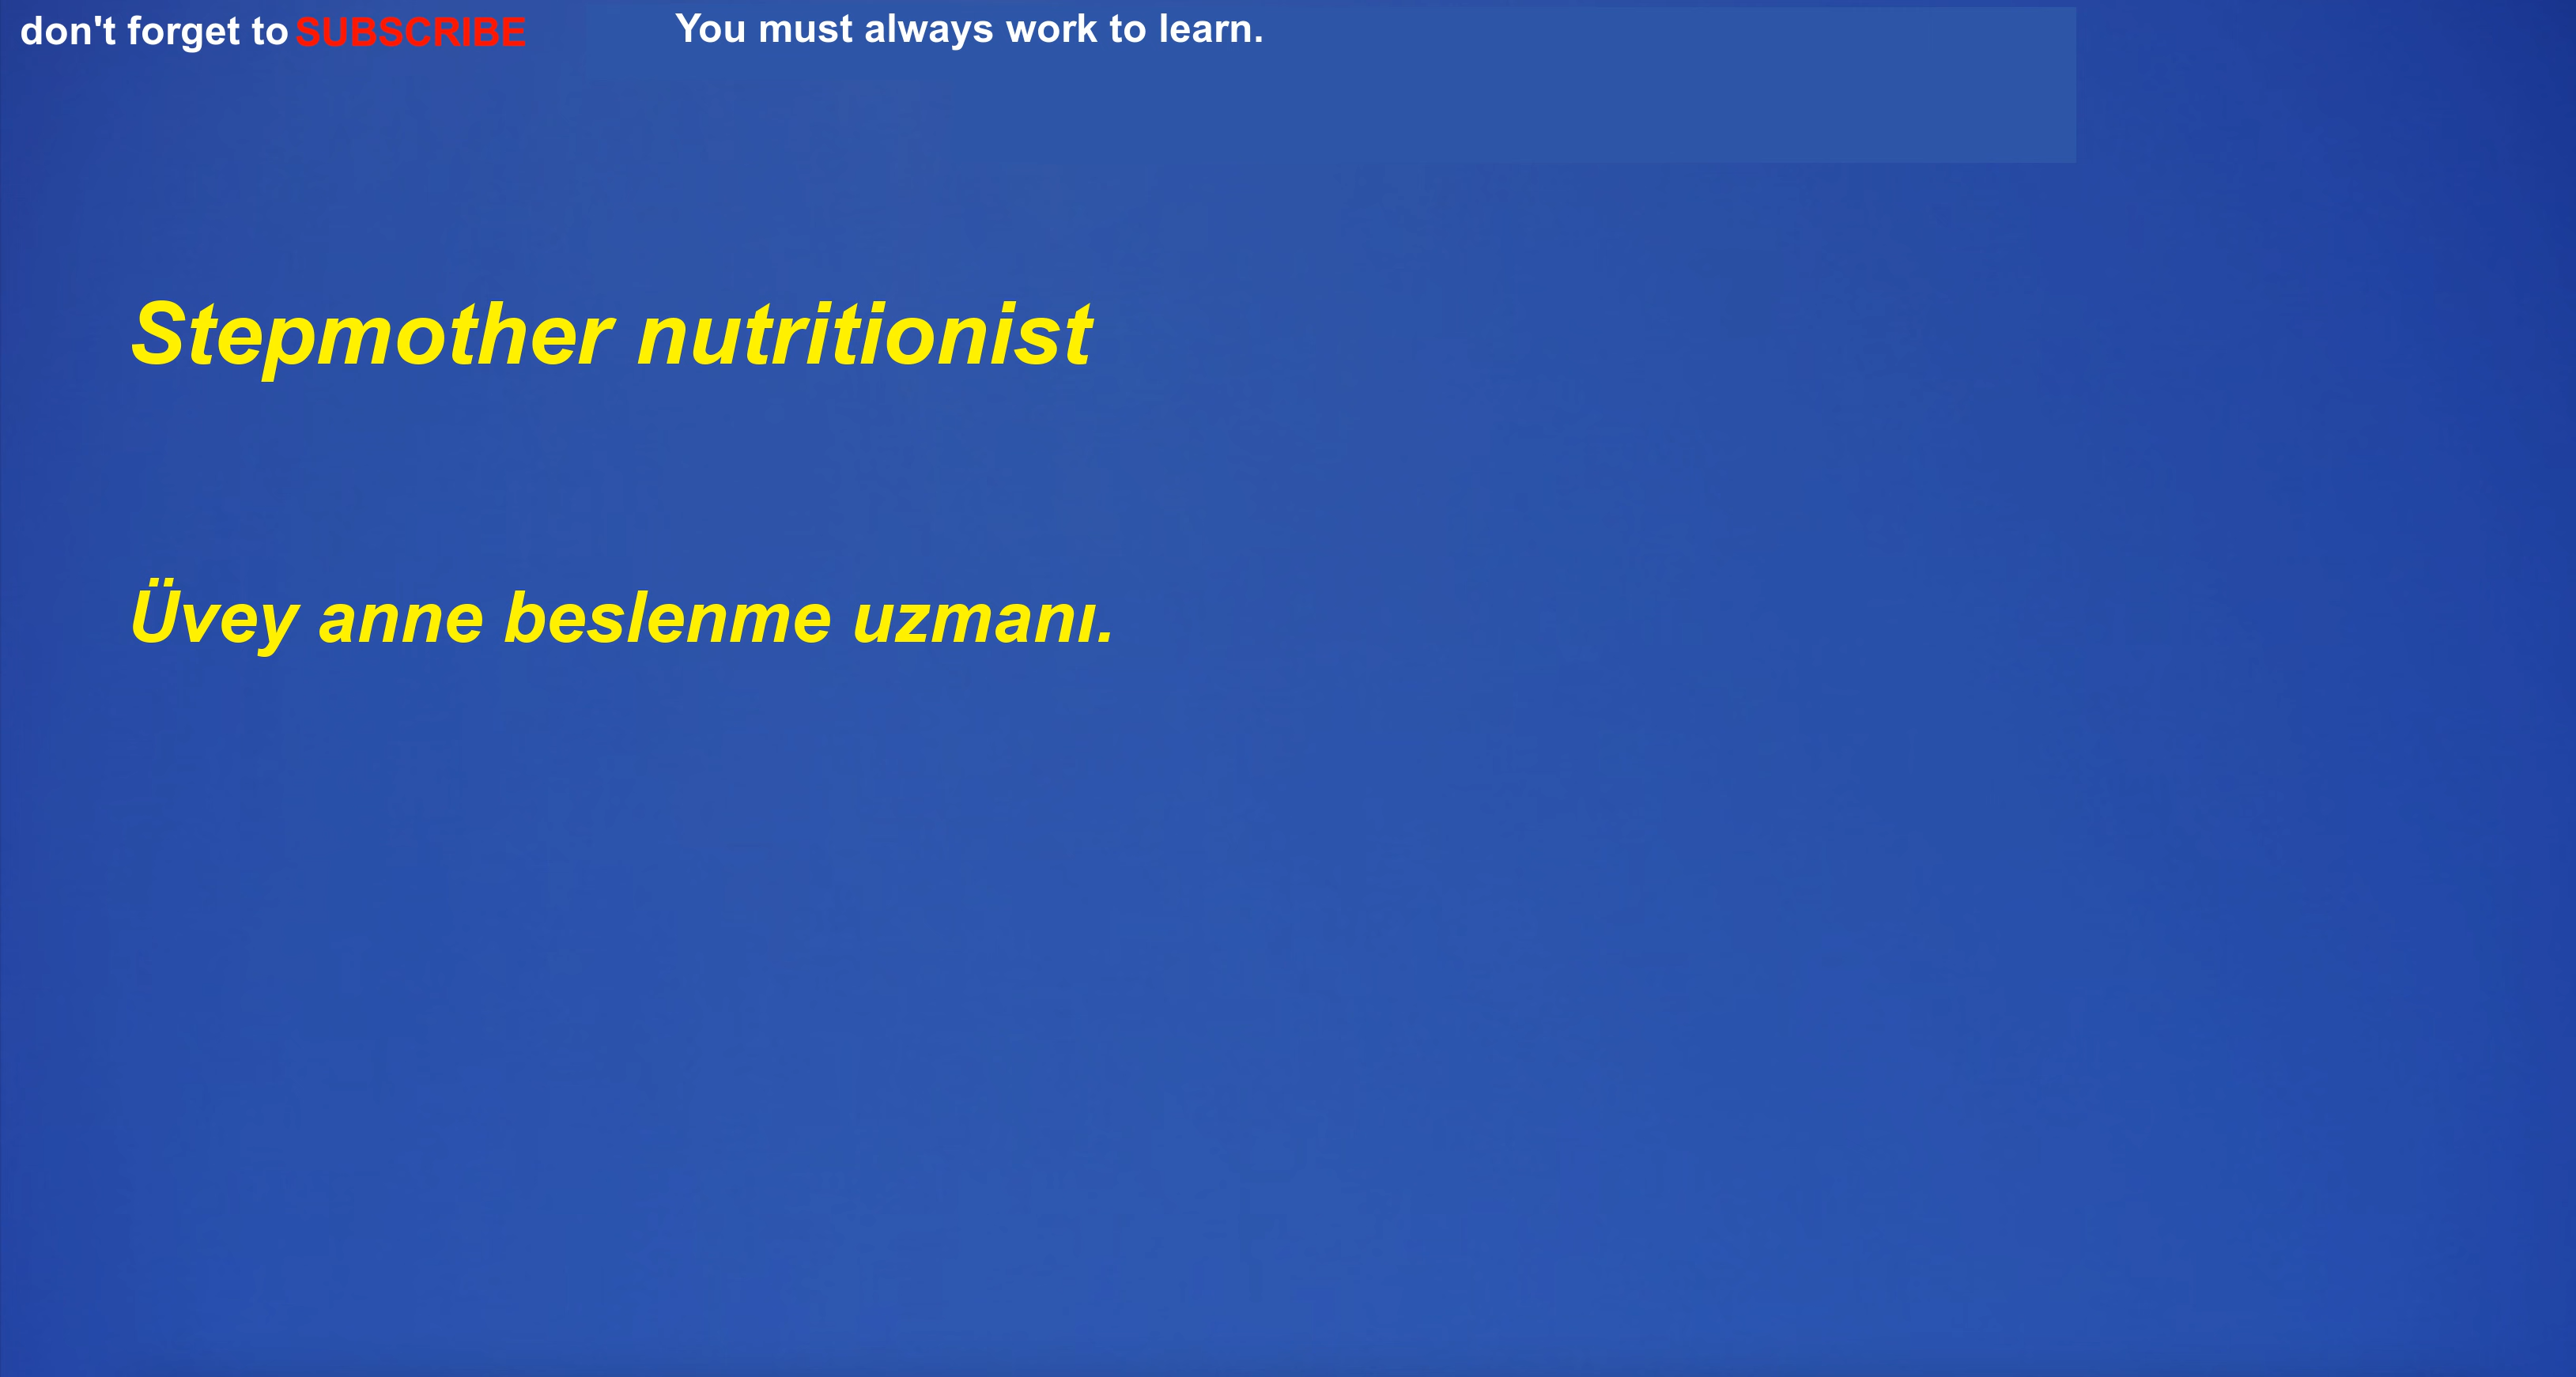 don't forget to SUBSCRIBE
You must always work to learn.
Stepmother nutritionist
Üvey anne beslenme uzmanı.